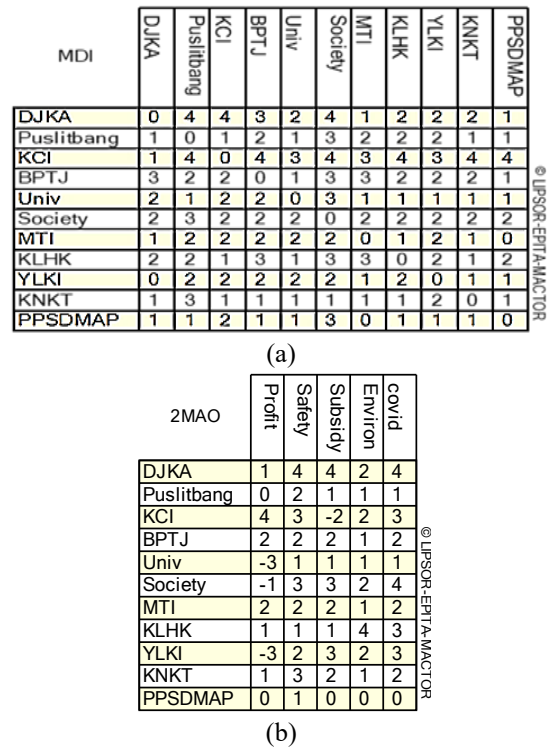 MDI DJKA Puslitbang KCI BPTJ Univ Society MTI KLHK YLKI KNKT PPSDMAP
DJKA 0 4 4 3 2 4 1 2 2 2 1
Puslitbang 1 0 1 2 1 3 2 2 2 1 1
KCI 1 4 0 4 3 4 3 4 3 4 4
BPTJ 3 2 2 0 1 3 3 2 2 2 1
Univ 2 1 2 2 0 3 1 1 1 1 1
Society 2 3 2 2 2 0 2 2 2 2 2
MTI 1 2 2 2 2 2 0 1 2 1 0
KLHK 2 2 1 3 1 3 3 0 2 1 2
YLKI 0 2 2 2 2 2 2 1 2 0 1 1
KNKT 1 3 1 1 1 1 1 1 2 0 1
PPSDMAP 1 1 2 1 1 3 0 1 1 1 0
© LIPSOR-EPITA-MACTOR
(a)
2MAO Profit Safety Subsidy Environ covid
DJKA 1 4 4 2 4
Puslitbang 0 2 1 1 1
KCI 4 3 -2 2 3
BPTJ 2 2 2 1 2
Univ -3 1 1 1 1
Society -1 3 3 2 4
MTI 2 2 2 1 2
KLHK 1 1 1 4 3
YLKI -3 2 3 2 3
KNKT 1 3 2 1 2
PPSDMAP 0 1 0 0 0
© LIPSOR-EPITA-MACTOR
(b)